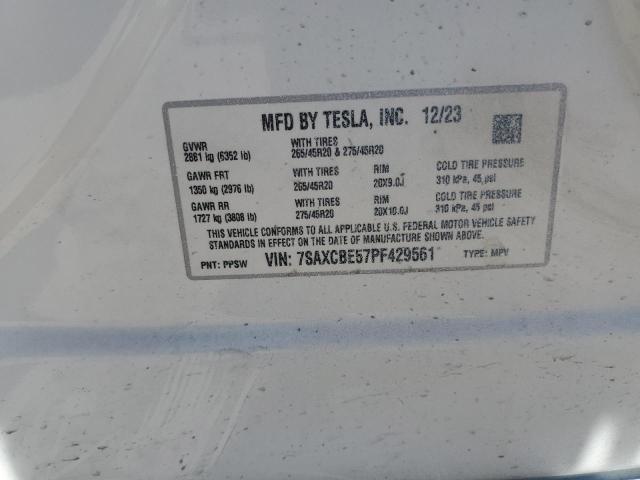 MFD BY TESLA, INC. 12/23
GVWR WITH TIRES
2881 kg (6352 lb) 265/45R20 & 275/45R20
GAWR FRT WITH TIRES RIM COLD TIRE PRESSURE
1350 kg (2976 lb) 265/45R20 20X9.0J 310 kPa, 45 psi
GAWR RR WITH TIRES RIM COLD TIRE PRESSURE
1727 kg (3808 lb) 275/45R20 20X10.0J 310 kPa, 45 psi
THIS VEHICLE CONFORMS TO ALL APPLICABLE U.S. FEDERAL MOTOR VEHICLE SAFETY
STANDARDS IN EFFECT ON THE DATE OF MANUFACTURE SHOWN ABOVE.
PNT: PPSW VIN: 7SAXCBE57PF429561 TYPE: MPV